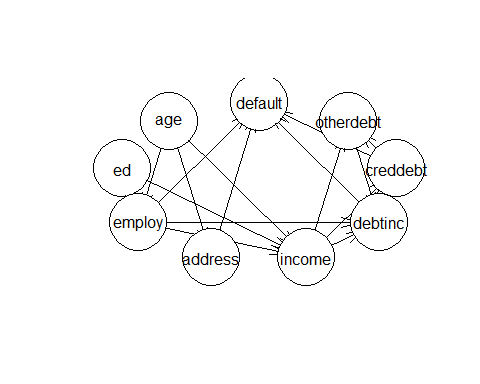 default
age
otherdebt
ed
creddebt
employ
debtinc
address
income